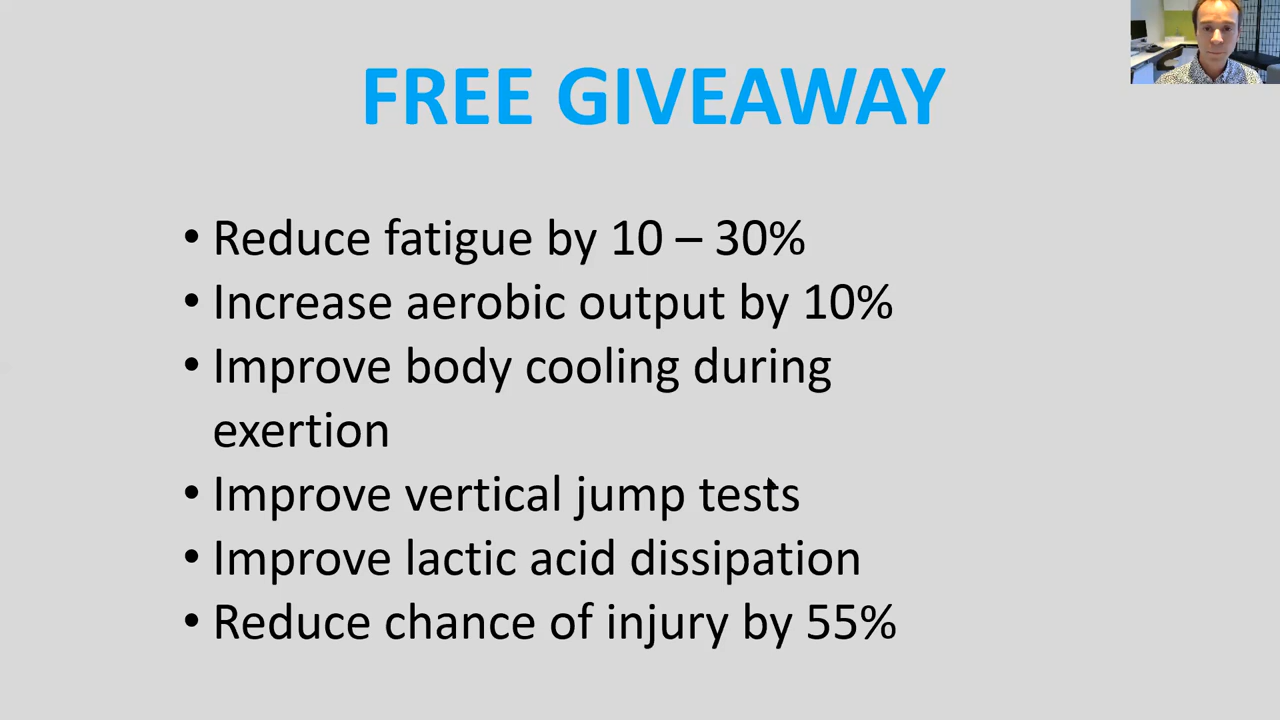 FREE GIVEAWAY
• Reduce fatigue by 10 – 30%
• Increase aerobic output by 10%
• Improve body cooling during
exertion
• Improve vertical jump tests
• Improve lactic acid dissipation
• Reduce chance of injury by 55%